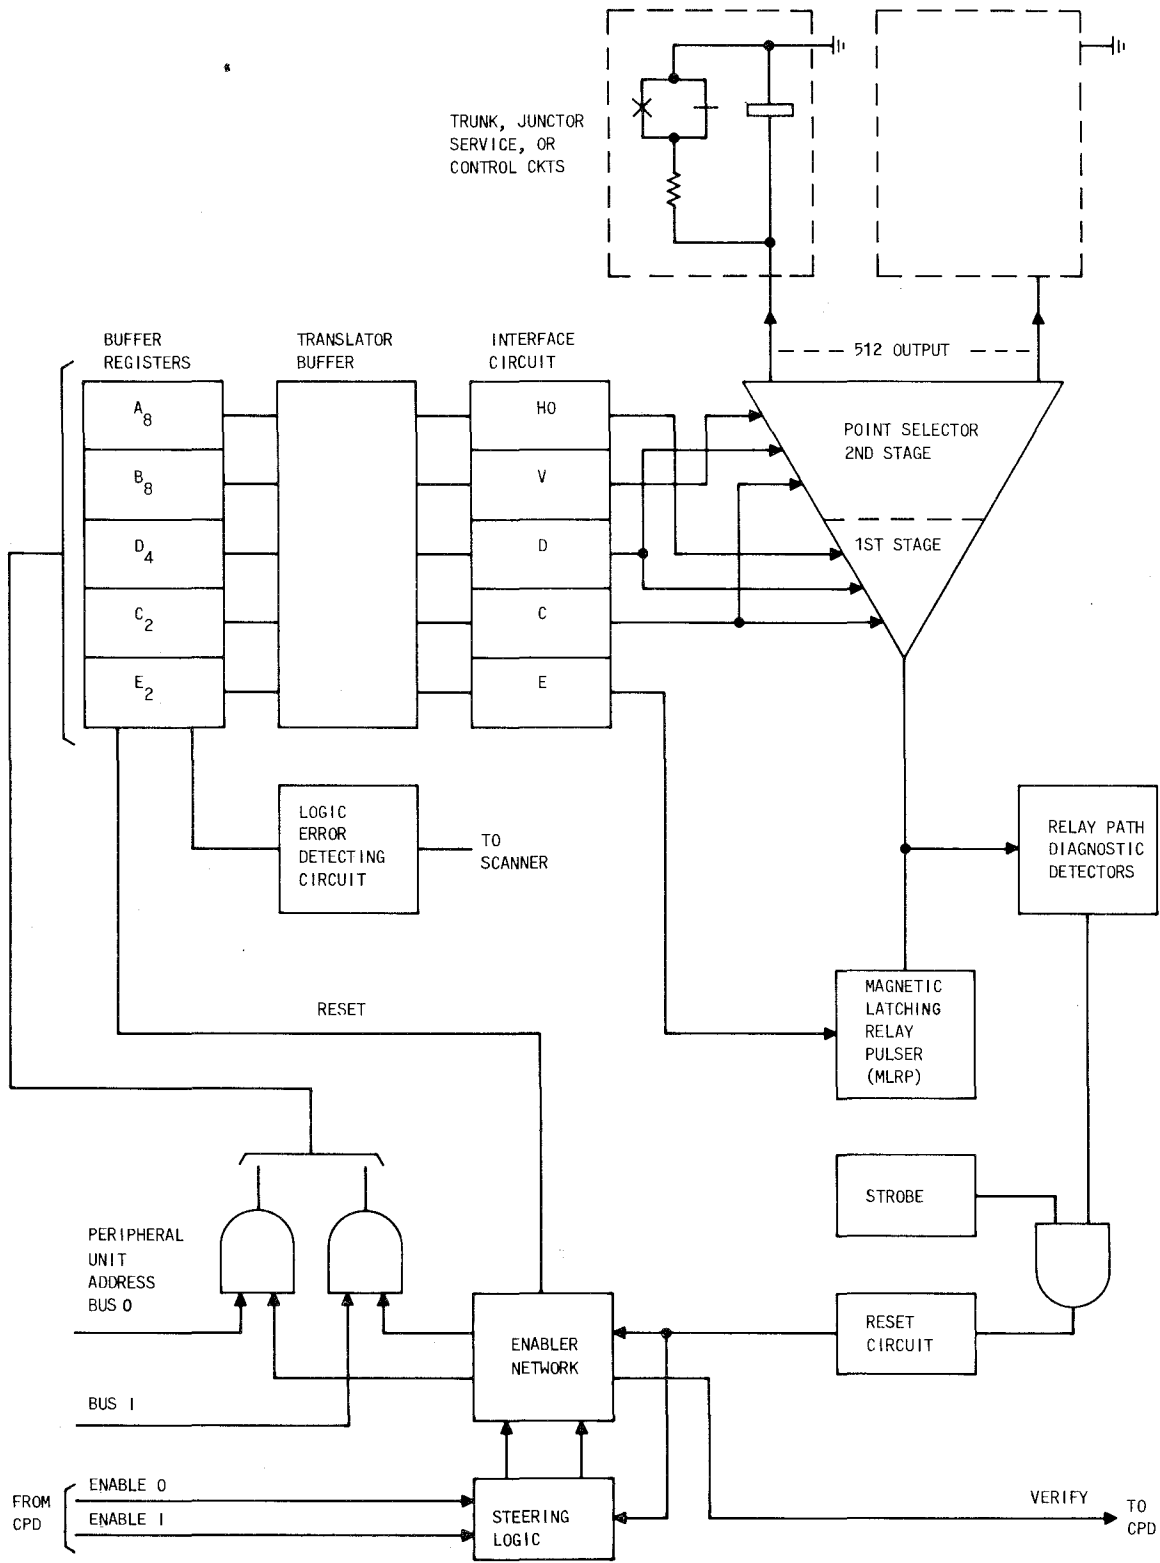 TRUNK, JUNCTOR
SERVICE, OR
CONTROL CKTS
512 OUTPUT
BUFFER
REGISTERS
TRANSLATOR
BUFFER
INTERFACE
CIRCUIT
A8
B8
D4
C2
E2
HO
V
D
C
E
POINT SELECTOR
2ND STAGE
1ST STAGE
LOGIC
ERROR
DETECTING
CIRCUIT
TO
SCANNER
RELAY PATH
DIAGNOSTIC
DETECTORS
MAGNETIC
LATCHING
RELAY
PULSER
(MLRP)
RESET
STROBE
PERIPHERAL
UNIT
ADDRESS
BUS 0
ENABLER
NETWORK
RESET
CIRCUIT
BUS 1
FROM
CPD
ENABLE 0
ENABLE 1
STEERING
LOGIC
VERIFY
TO
CPD